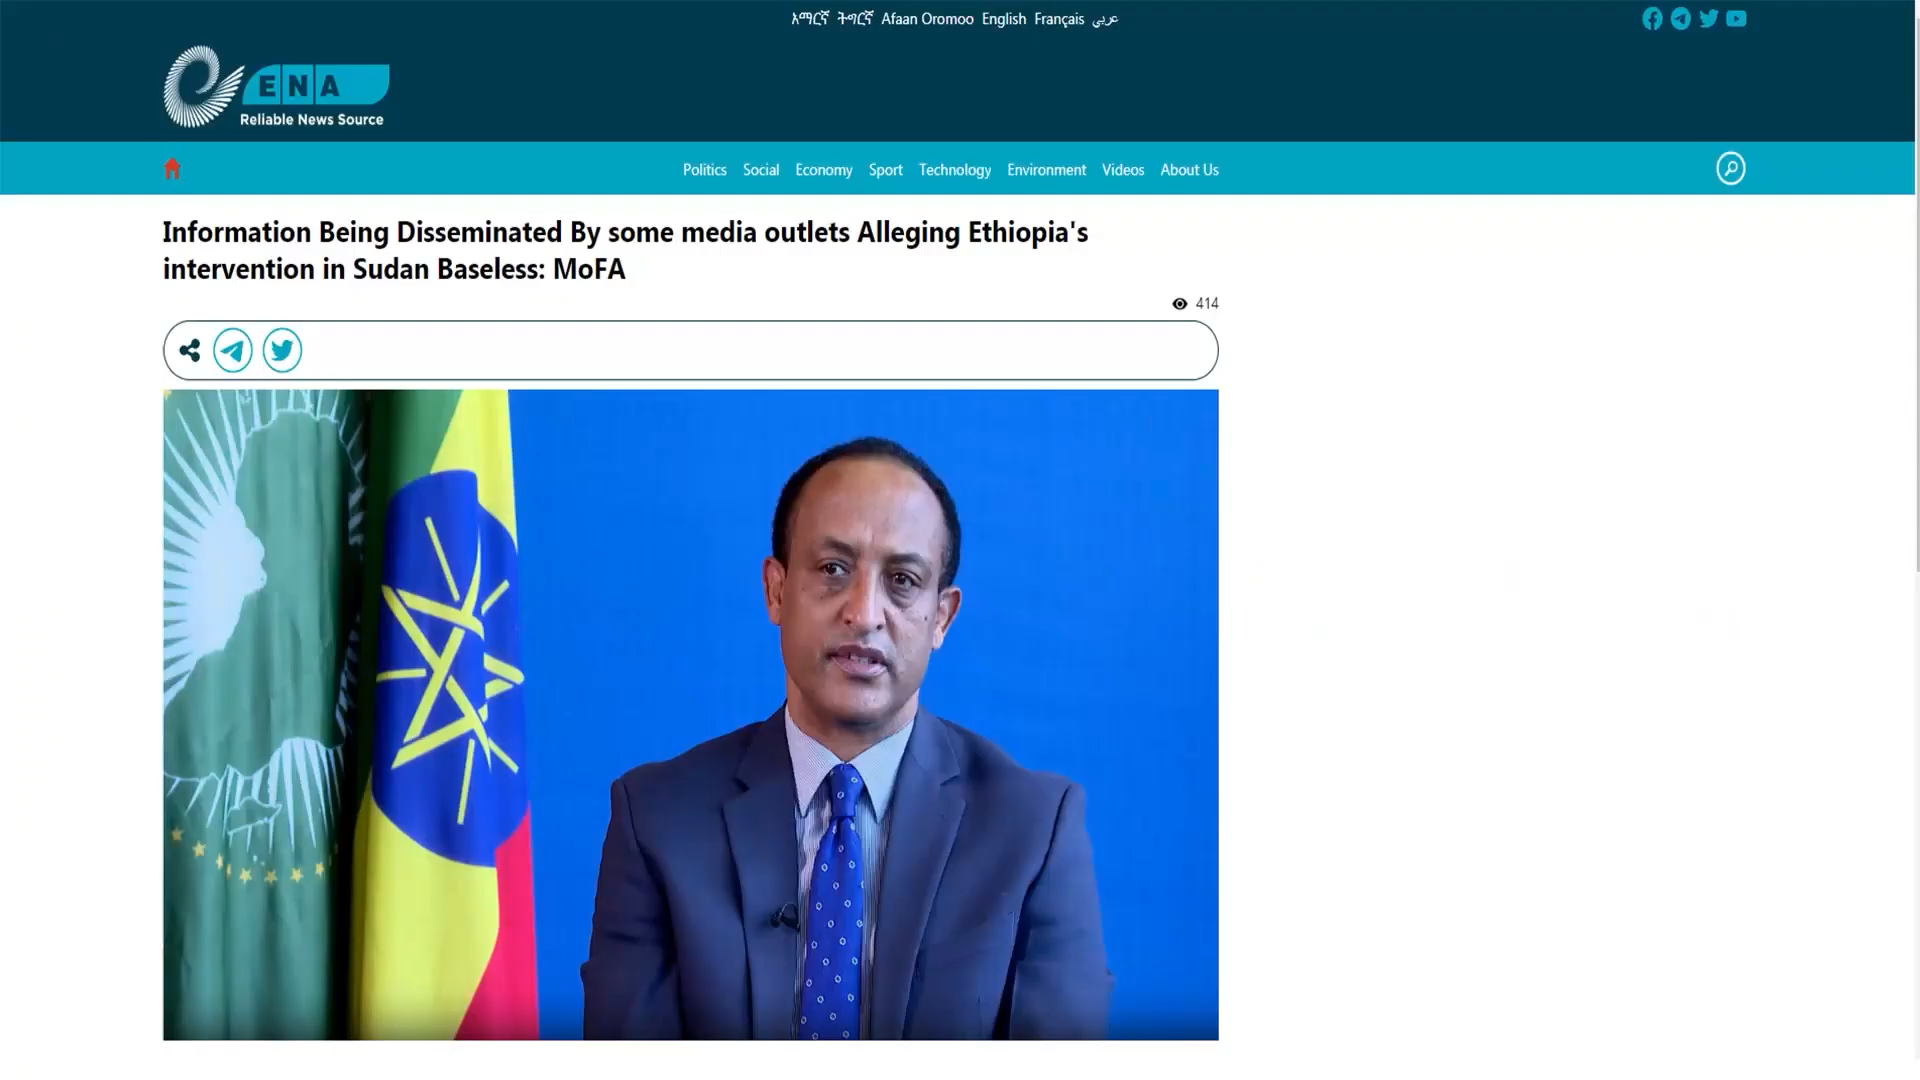 አማርኛ ትግርኛ Afaan Oromoo English Français عربي
ENA
Reliable News Source
Politics Social Economy Sport Technology Environment Videos About Us
Information Being Disseminated By some media outlets Alleging Ethiopia's
intervention in Sudan Baseless: MoFA
414